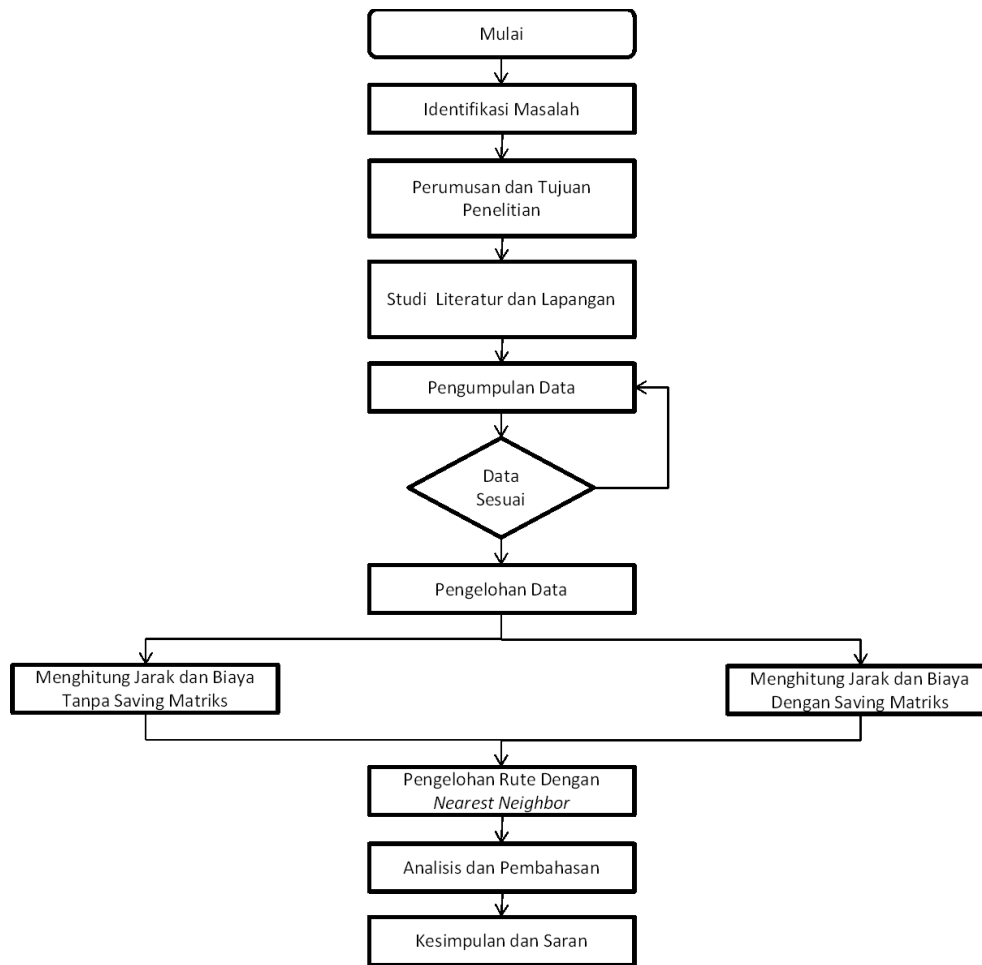 Mulai
Identifikasi Masalah
Perumusan dan Tujuan
Penelitian
Studi Literatur dan Lapangan
Pengumpulan Data
Data
Sesuai
Pengelohan Data
Menghitung Jarak dan Biaya
Tanpa Saving Matriks
Menghitung Jarak dan Biaya
Dengan Saving Matriks
Pengelohan Rute Dengan
Nearest Neighbor
Analisis dan Pembahasan
Kesimpulan dan Saran